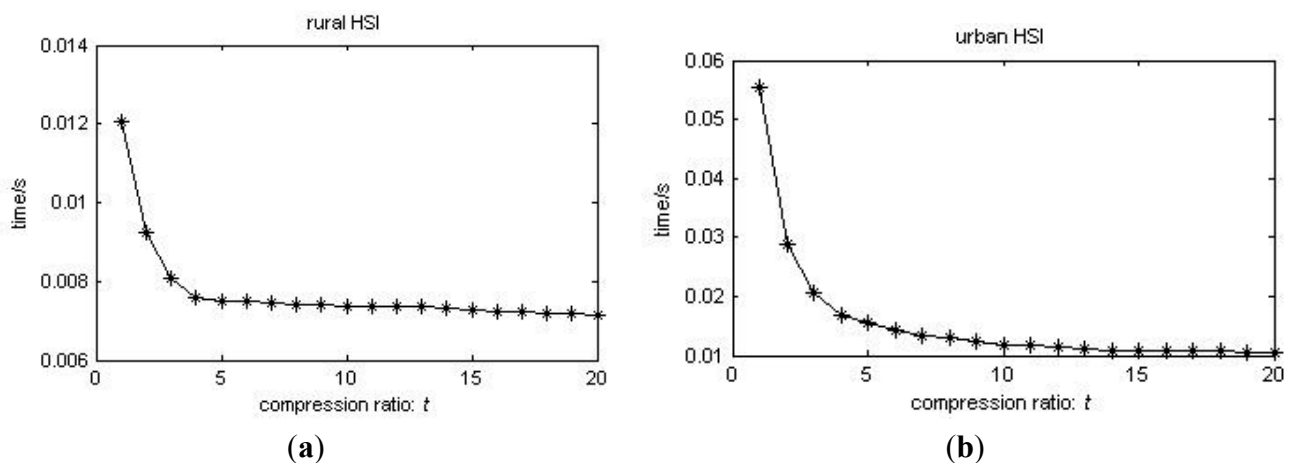 rural HSI
0.014
0.012
0.01
0.008
0.006
time/s
0 5 10 15 20
compression ratio: t
(a)
urban HSI
0.06
0.05
0.04
0.03
0.02
0.01
time/s
0 5 10 15 20
compression ratio: t
(b)